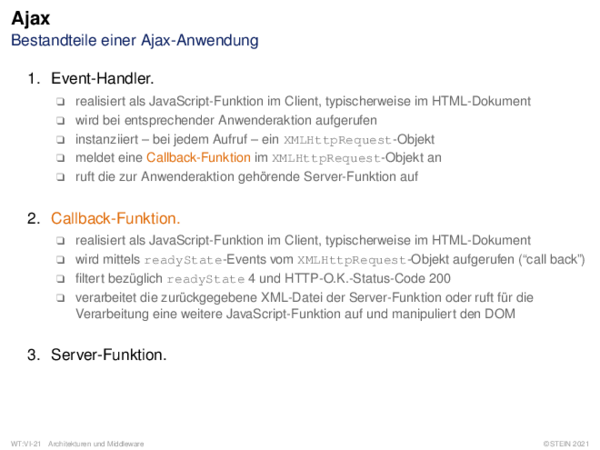 Ajax
Bestandteile einer Ajax-Anwendung
1. Event-Handler.
❑ realisiert als JavaScript-Funktion im Client, typischerweise im HTML-Dokument
❑ wird bei entsprechender Anwenderaktion aufgerufen
❑ instanziiert – bei jedem Aufruf – ein XMLHttpRequest-Objekt
❑ meldet eine Callback-Funktion im XMLHttpRequest-Objekt an
❑ ruft die zur Anwenderaktion gehörende Server-Funktion auf
2. Callback-Funktion.
❑ realisiert als JavaScript-Funktion im Client, typischerweise im HTML-Dokument
❑ wird mittels readyState-Events vom XMLHttpRequest-Objekt aufgerufen (“call back”)
❑ filtert bezüglich readyState 4 und HTTP-O.K.-Status-Code 200
❑ verarbeitet die zurückgegebene XML-Datei der Server-Funktion oder ruft für die
Verarbeitung eine weitere JavaScript-Funktion auf und manipuliert den DOM
3. Server-Funktion.
WT:VI-21 Architekturen und Middleware
©STEIN 2021